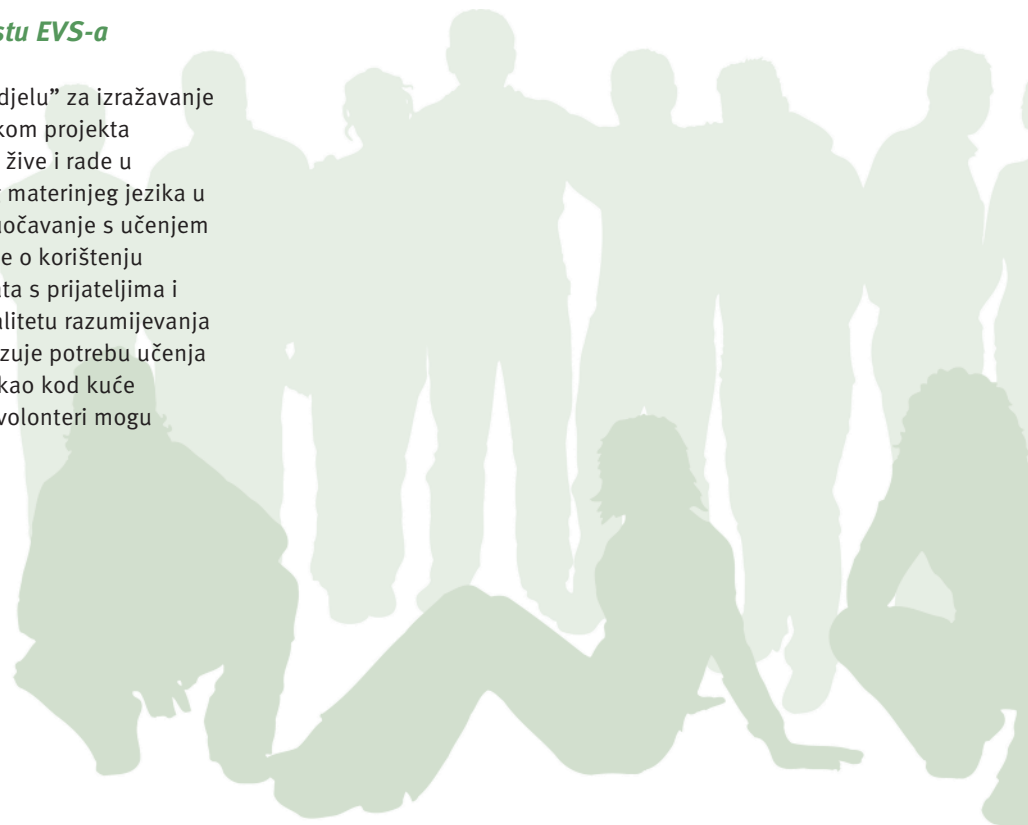 stu EVS-a
djelu” za izražavanje
kom projekta
žive i rade u
materinjeg jezika u
učavanje s učenjem
e o korištenju
ta s prijateljima i
alitetu razumijevanja
zuje potrebu učenja
kao kod kuće
volonteri mogu